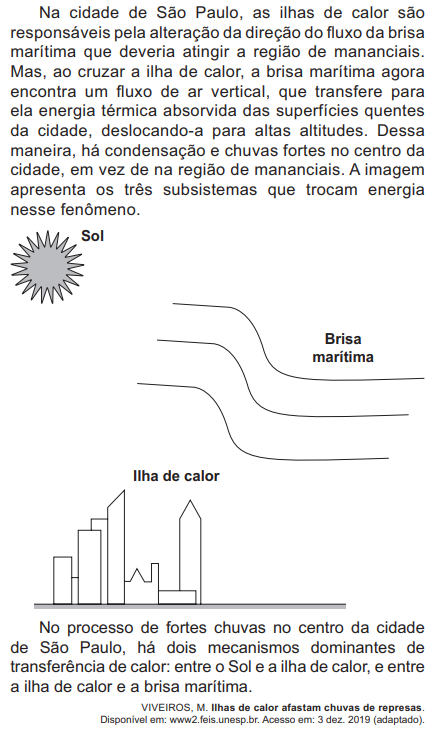 Na cidade de São Paulo, as ilhas de calor são
responsáveis pela alteração da direção do fluxo da brisa
marítima que deveria atingir a região de mananciais.
Mas, ao cruzar a ilha de calor, a brisa marítima agora
encontra um fluxo de ar vertical, que transfere para
ela energia térmica absorvida das superfícies quentes
da cidade, deslocando-a para altas altitudes. Dessa
maneira, há condensação e chuvas fortes no centro da
cidade, em vez de na região de mananciais. A imagem
apresenta os três subsistemas que trocam energia
nesse fenômeno.
Sol
Brisa
marítima
Ilha de calor
No processo de fortes chuvas no centro da cidade
de São Paulo, há dois mecanismos dominantes de
transferência de calor: entre o Sol e a ilha de calor, e entre
a ilha de calor e a brisa marítima.
VIVEIROS, M. Ilhas de calor afastam chuvas de represas.
Disponível em: www2.feis.unesp.br. Acesso em: 3 dez. 2019 (adaptado).